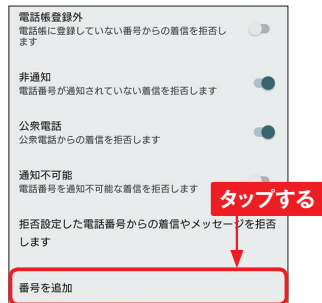 電話帳登録外
電話帳に登録していない番号からの着信を拒否し
ます
非通知
電話番号が通知されていない着信を拒否します
公衆電話
公衆電話からの着信を拒否します
通知不可能
電話番号を通知不可能な着信を拒否します
タップする
拒否設定した電話番号からの着信やメッセージを拒否
します
番号を追加